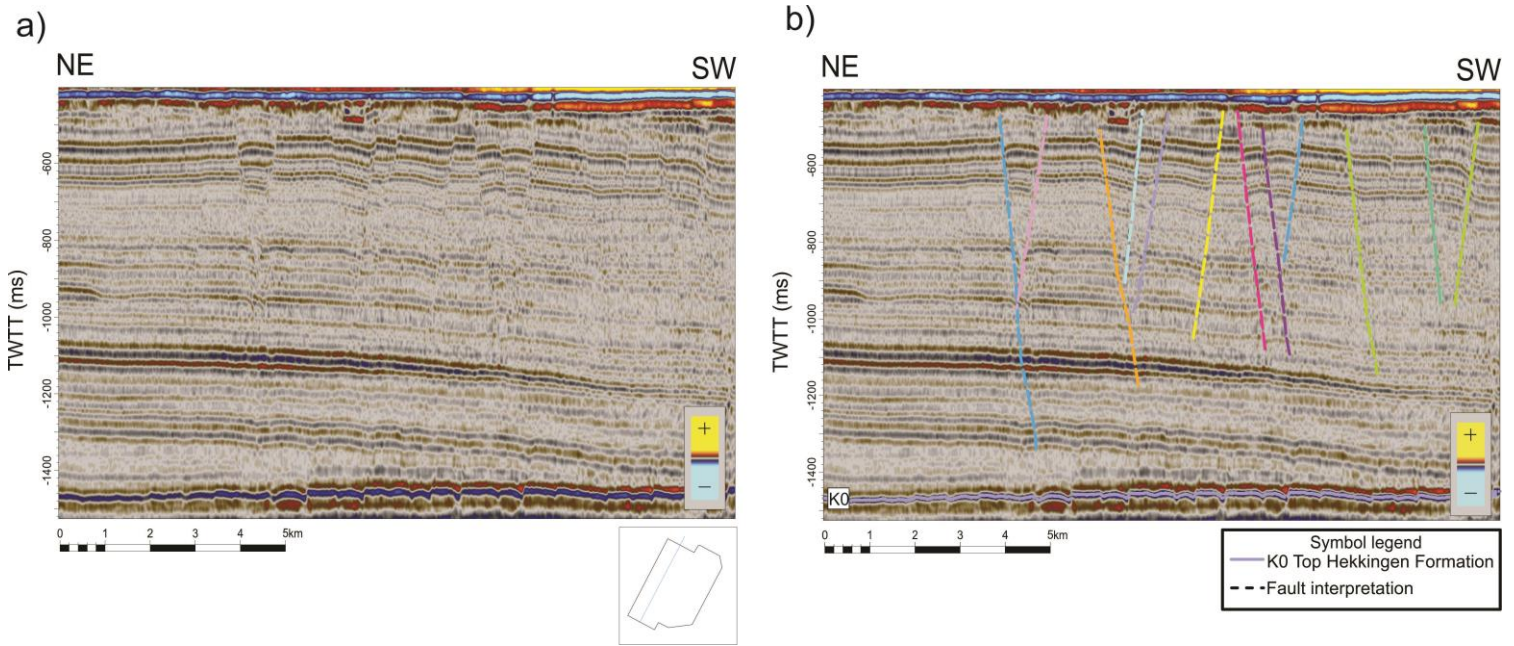 a)
NE
SW
TWTT (ms)
-600
-800
-1000
-1200
-1400
+
−
0
1
2
3
4
5km
b)
NE
SW
TWTT (ms)
-600
-800
-1000
-1200
-1400
K0
+
−
0
1
2
3
4
5km
Symbol legend
K0 Top Hekkingen Formation
Fault interpretation